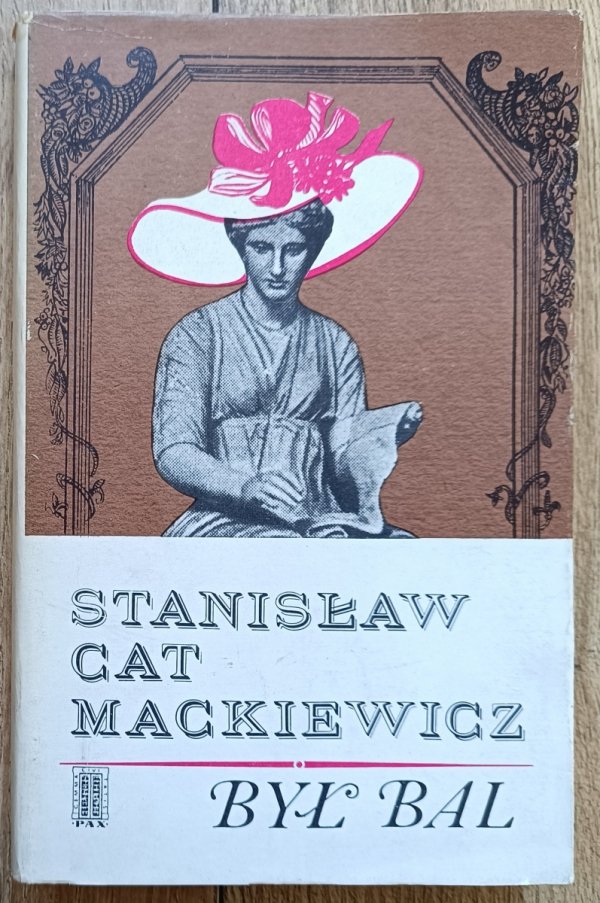 STANISŁAW
CAT
MACKIEWICZ
PAX
BYŁ BAL